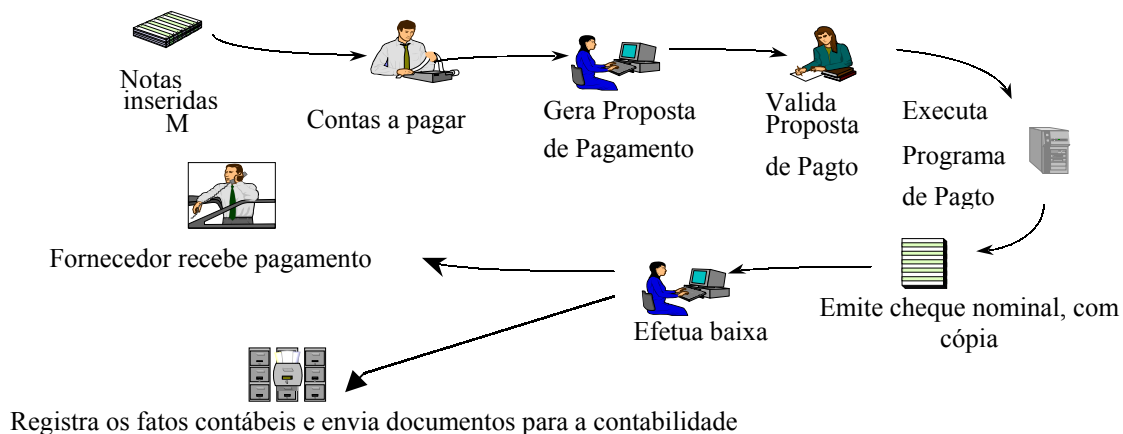 Notas
inseridas
M
Contas a pagar
Gera Proposta
de Pagamento
Valida
Proposta
de Pagto
Executa
Programa
de Pagto
Fornecedor recebe pagamento
Efetua baixa
Emite cheque nominal, com
cópia
Registra os fatos contábeis e envia documentos para a contabilidade